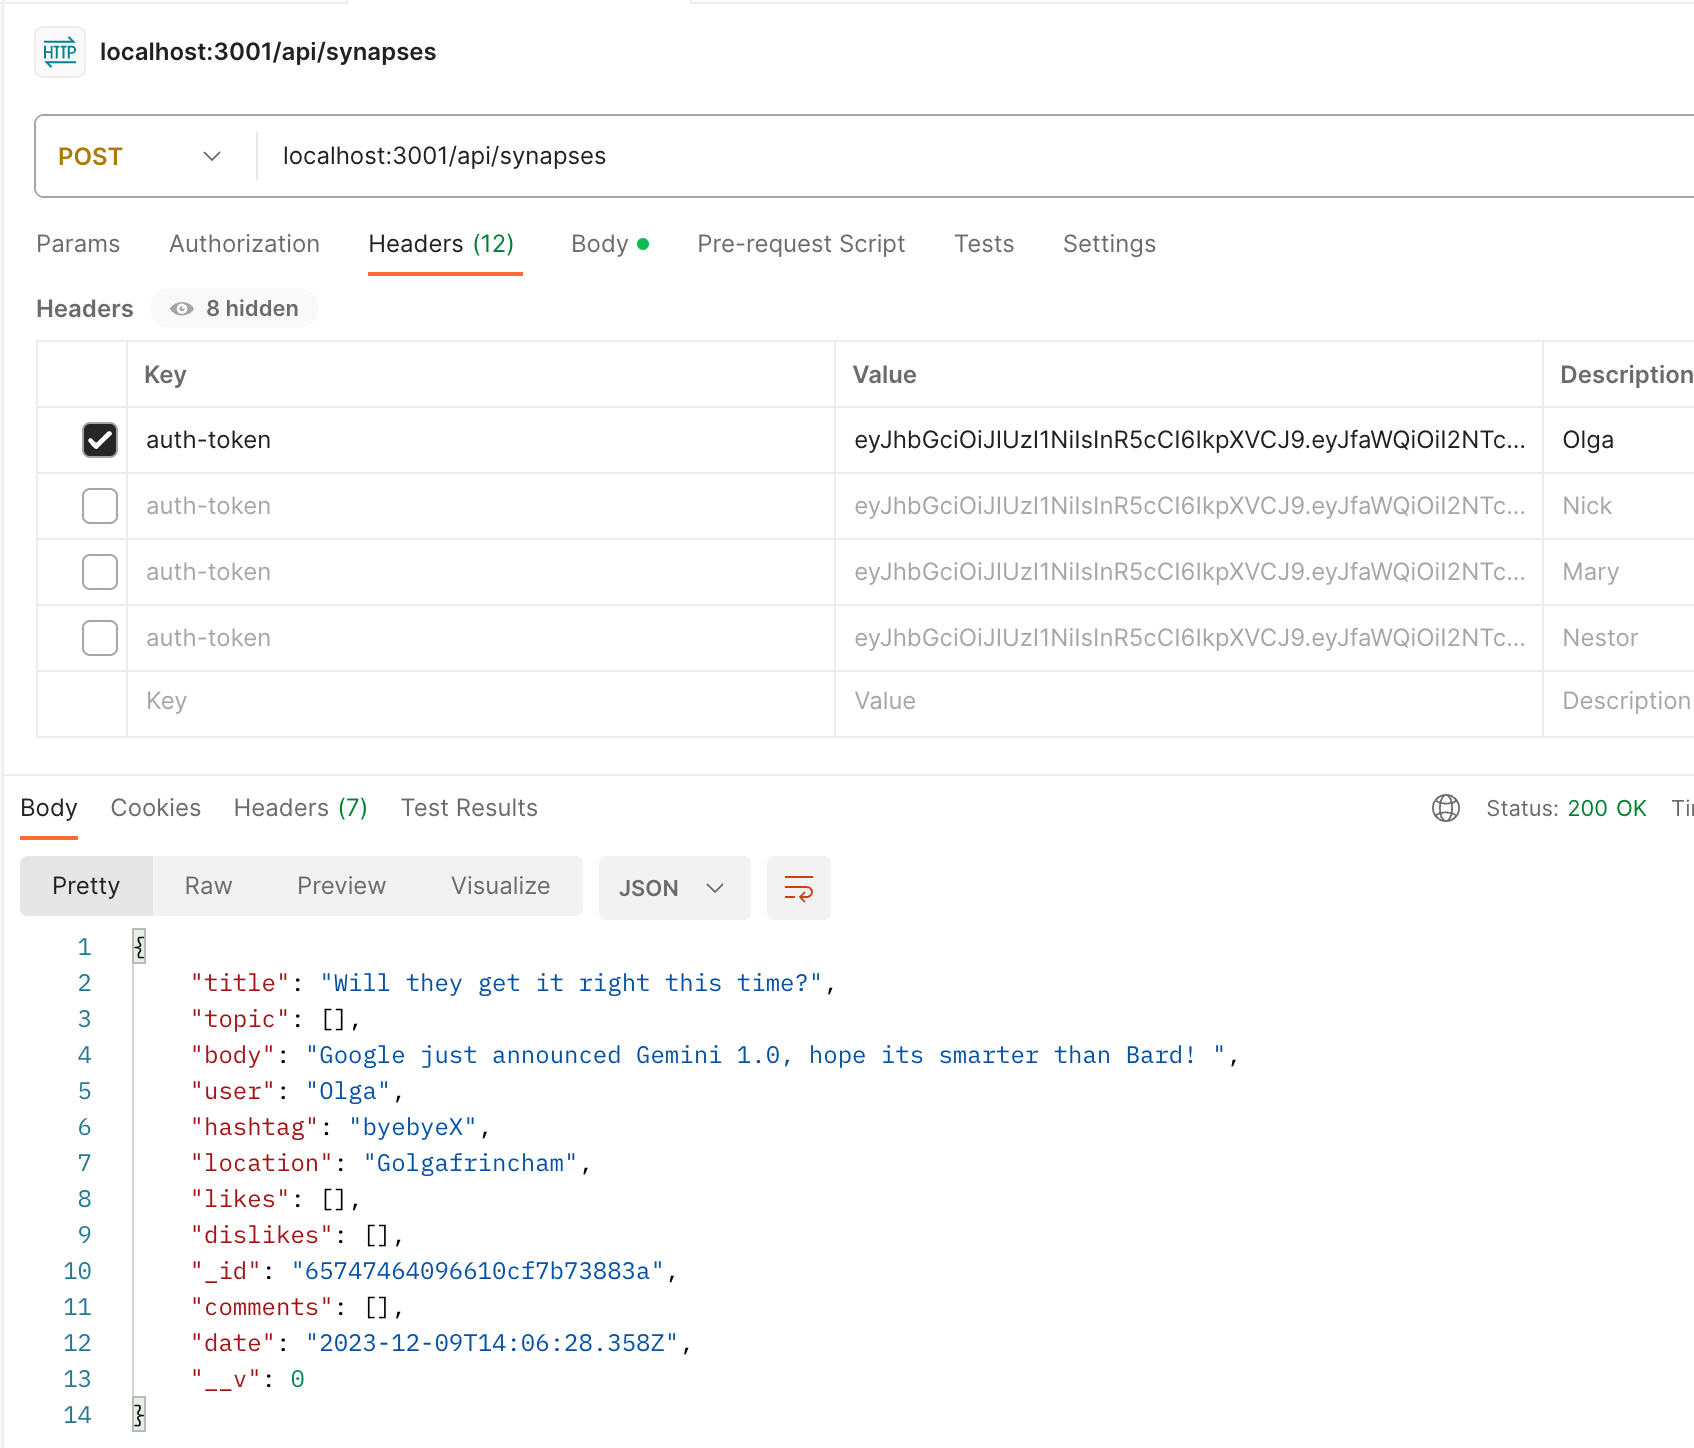 HTTP localhost:3001/api/synapses
POST localhost:3001/api/synapses
Params Authorization Headers (12) Body Pre-request Script Tests Settings
Headers 8 hidden
Key Value Description
auth-token eyJhbGciOiJIUzI1NiIsInR5cCI6IkpXVCJ9.eyJfaWQiOiI2NTc... Olga
auth-token eyJhbGciOiJIUzI1NiIsInR5cCI6IkpXVCJ9.eyJfaWQiOiI2NTc... Nick
auth-token eyJhbGciOiJIUzI1NiIsInR5cCI6IkpXVCJ9.eyJfaWQiOiI2NTc... Mary
auth-token eyJhbGciOiJIUzI1NiIsInR5cCI6IkpXVCJ9.eyJfaWQiOiI2NTc... Nestor
Key Value Description
Body Cookies Headers (7) Test Results Status: 200 OK
Pretty Raw Preview Visualize JSON
1 {
2 "title": "Will they get it right this time?",
3 "topic": [],
4 "body": "Google just announced Gemini 1.0, hope its smarter than Bard! ",
5 "user": "Olga",
6 "hashtag": "byebyeX",
7 "location": "Golgafrincham",
8 "likes": [],
9 "dislikes": [],
10 "_id": "65747464096610cf7b73883a",
11 "comments": [],
12 "date": "2023-12-09T14:06:28.358Z",
13 "__v": 0
14 }